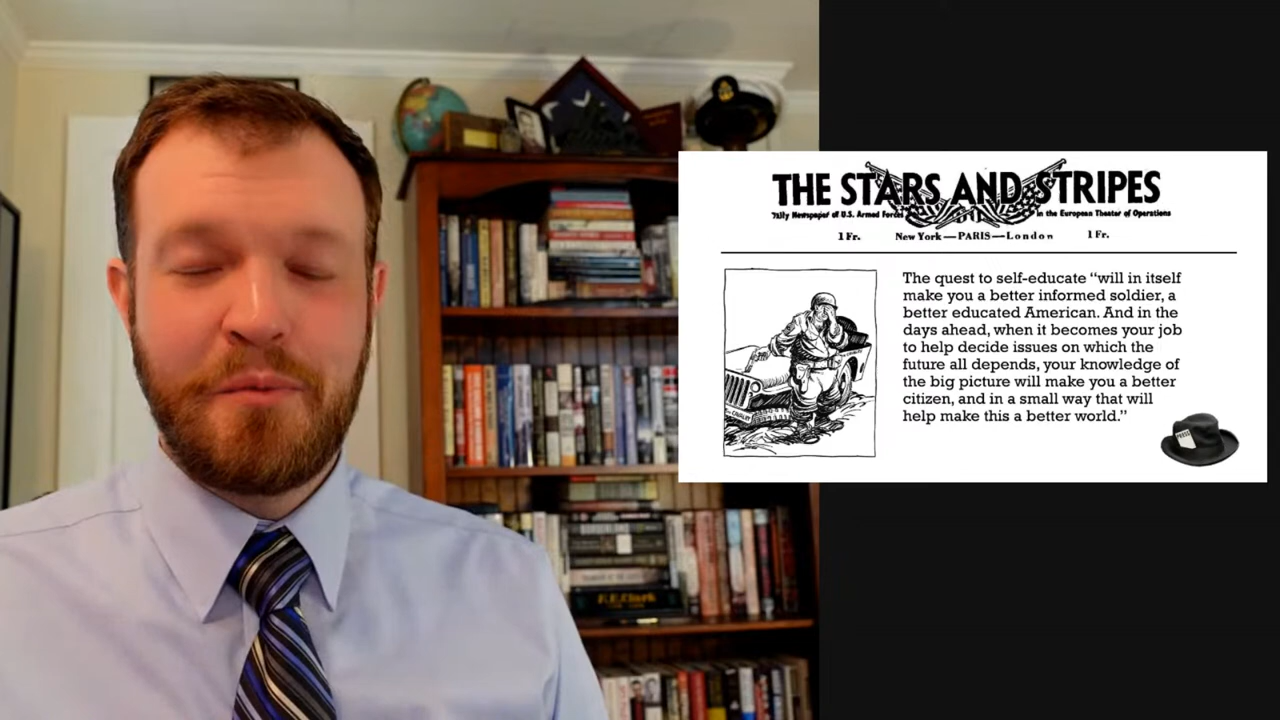 THE STARS AND STRIPES
Daily Newspaper of U.S. Armed Forces in the European Theater of Operations
1 Fr. New York—PARIS—London 1 Fr.
The quest to self-educate “will in itself
make you a better informed soldier, a
better educated American. And in the
days ahead, when it becomes your job
to help decide issues on which the
future all depends, your knowledge of
the big picture will make you a better
citizen, and in a small way that will
help make this a better world.”
PRESS